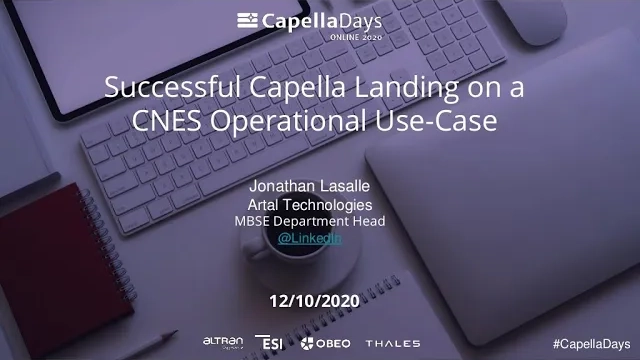 CapellaDays
ONLINE 2020
Successful Capella Landing on a
CNES Operational Use-Case
Jonathan Lasalle
Artal Technologies
MBSE Department Head
@LinkedIn
12/10/2020
altran ESI OBEO THALES
#CapellaDays